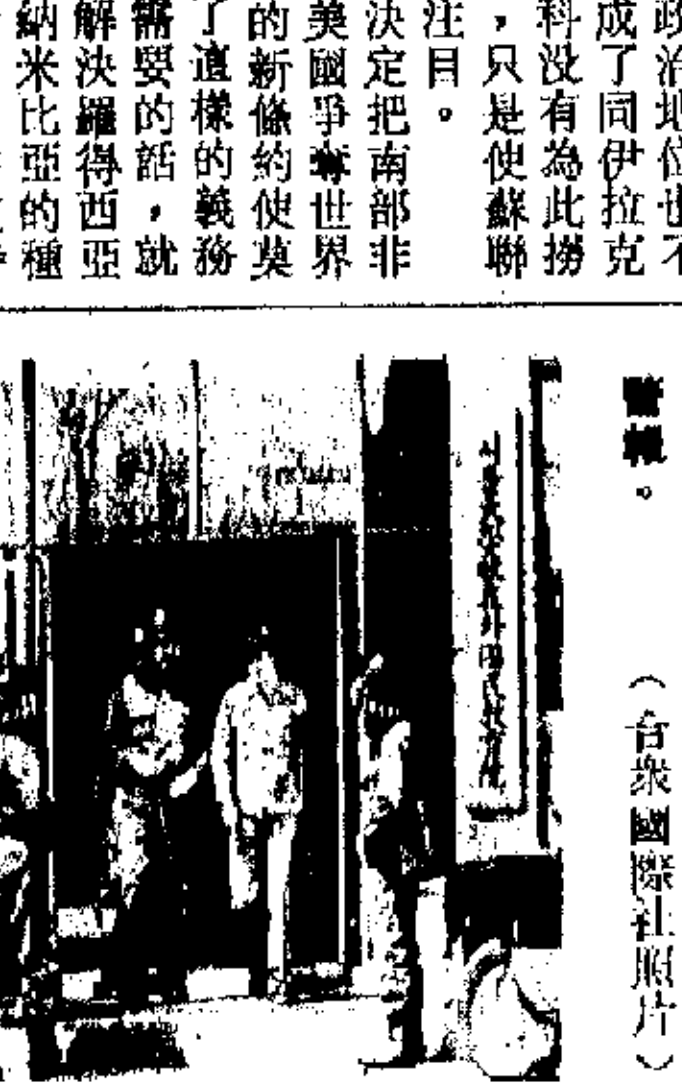 政治地位也不
成了同伊拉克
科没有為此撈
，只是使蘇聯
注目。
決定把南部非
美國爭奪世界
的新條約使莫
了這樣的義務
需要的話，就
解決羅得西亞
納米比亞的種
（合衆國際社照片）